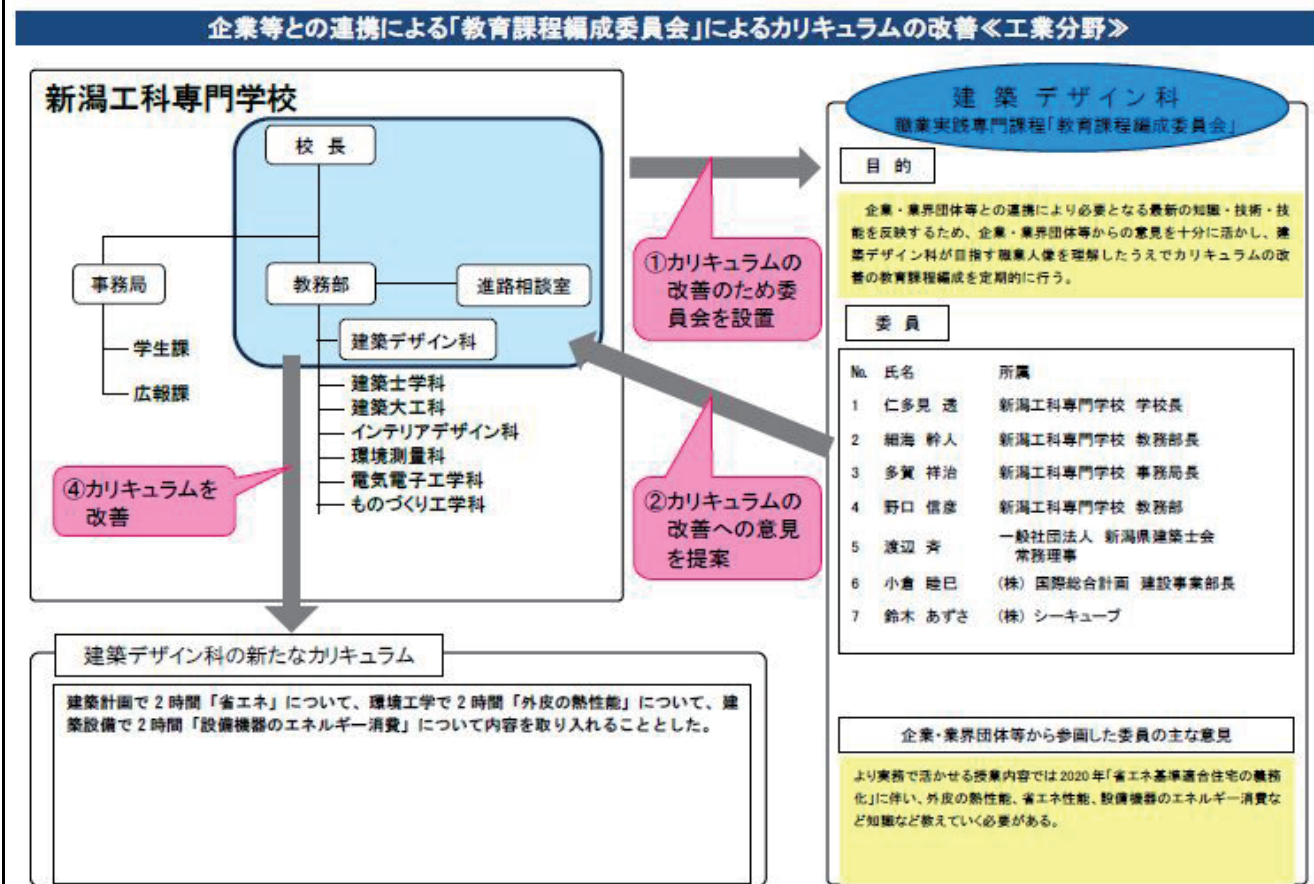 企業等との連携による「教育課程編成委員会」によるカリキュラムの改善≪工業分野≫
新潟工科専門学校
校 長
事務局
教務部
進路相談室
学生課
広報課
建築デザイン科
建築士学科
建築大工科
インテリアデザイン科
環境測量科
電気電子工学科
ものづくり工学科
①カリキュラムの
改善のため委
員会を設置
②カリキュラムの
改善への意見
を提案
④カリキュラムを
改善
建築デザイン科の新たなカリキュラム
建築計画で2時間「省エネ」について、環境工学で2時間「外皮の熱性能」について、建
築設備で2時間「設備機器のエネルギー消費」について内容を取り入れることとした。
建 築 デザイン科
職業実践専門課程「教育課程編成委員会」
目 的
企業・業界団体等との連携により必要となる最新の知識・技術・技
能を反映するため、企業・業界団体等からの意見を十分に活かし、建
築デザイン科が目指す職業人像を理解したうえでカリキュラムの改
善の教育課程編成を定期的に行う。
委 員
No. 氏名 所属
1 仁多見 透 新潟工科専門学校 学校長
2 細海 幹人 新潟工科専門学校 教務部長
3 多賀 祥治 新潟工科専門学校 事務局長
4 野口 信彦 新潟工科専門学校 教務部
5 渡辺 斉 一般社団法人 新潟県建築士会
常務理事
6 小倉 睦巳 (株) 国際総合計画 建設事業部長
7 鈴木 あずさ (株) シーキューブ
企業・業界団体等から参画した委員の主な意見
より実務で活かせる授業内容では2020年「省エネ基準適合住宅の義務
化」に伴い、外皮の熱性能、省エネ性能、設備機器のエネルギー消費な
ど知識など教えていく必要がある。